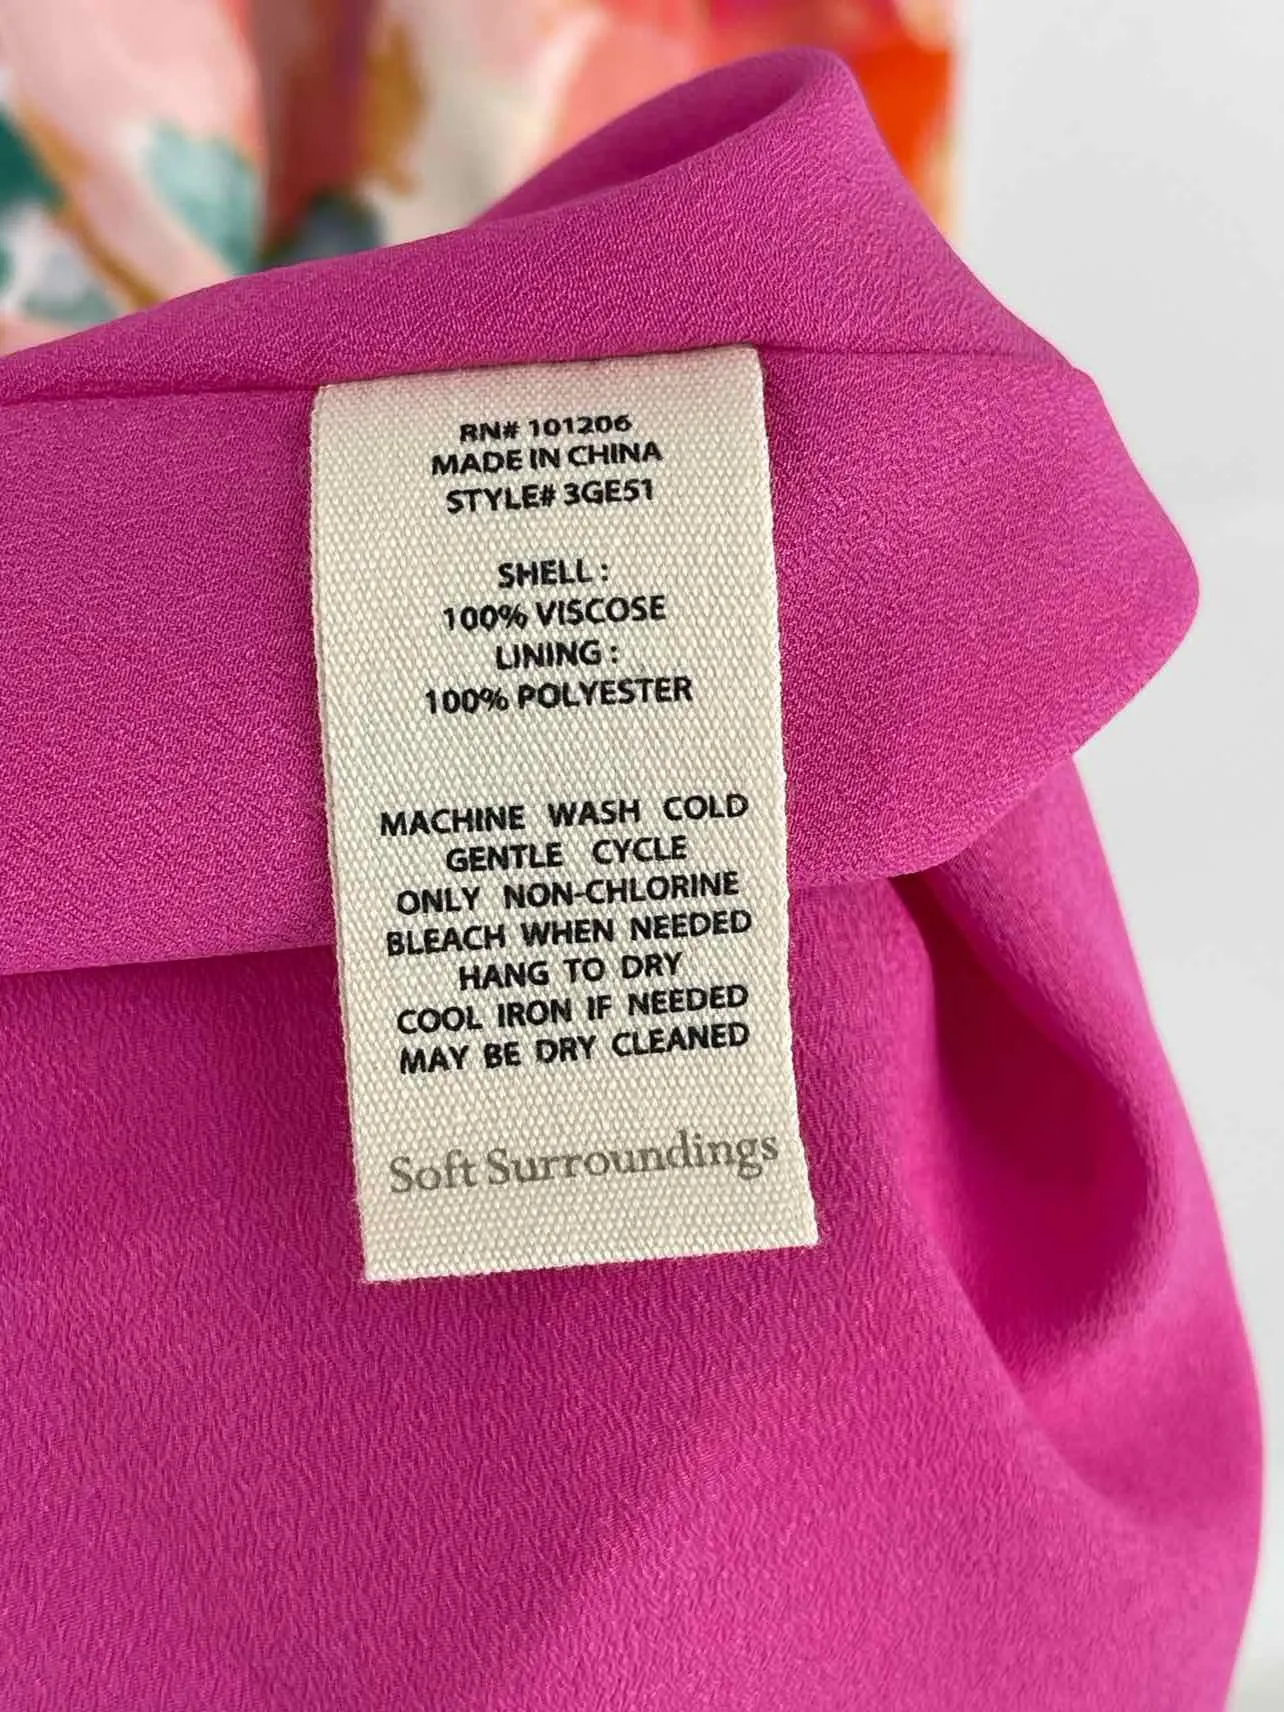 RN# 101206
MADE IN CHINA
STYLE# 3GE51
SHELL :
100% VISCOSE
LINING :
100% POLYESTER
MACHINE WASH COLD
GENTLE CYCLE
ONLY NON-CHLORINE
BLEACH WHEN NEEDED
HANG TO DRY
COOL IRON IF NEEDED
MAY BE DRY CLEANED
Soft Surroundings